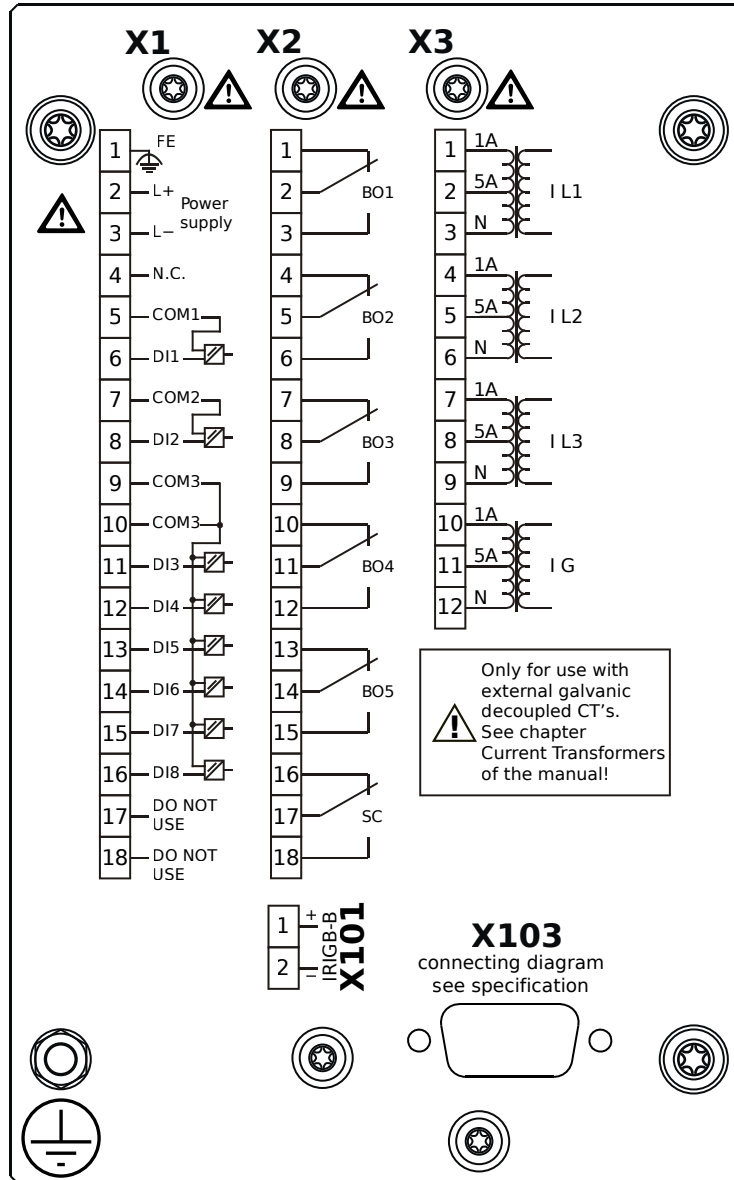 X1 X2 X3
1 FE
2 L+
Power
supply
3 L−
4 N.C.
5 COM1
6 DI1
7 COM2
8 DI2
9 COM3
10 COM3
11 DI3
12 DI4
13 DI5
14 DI6
15 DI7
16 DI8
17 DO NOT
USE
18 DO NOT
USE
1
2 BO1
3
4
5 BO2
6
7
8 BO3
9
10
11 BO4
12
13
14 BO5
15
16
17 SC
18
1 1A
2 5A I L1
3 N
4 1A
5 5A I L2
6 N
7 1A
8 5A I L3
9 N
10 1A
11 5A I G
12 N
Only for use with
external galvanic
decoupled CT's.
See chapter
Current Transformers
of the manual!
1 +
2 −
IRIGB-B
X101
X103
connecting diagram
see specification